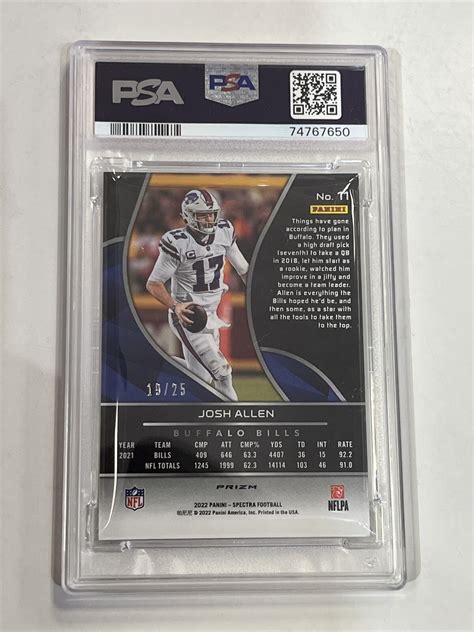 PSA
PSA
74767650
No. 11
PANINI
Things have gone
according to plan in
Buffalo. They used
a high draft pick
(seventh) to take a QB
in 2018, let him start as
a rookie, watched him
improve in a jiffy and
become a team leader.
Allen is everything the
Bills hoped he'd be, and
then some, as a star with
all the tools to take them
to the top.
17
19/25
JOSH ALLEN
BUFFALO BILLS
YEAR TEAM CMP ATT CMP% YDS TD INT RATE
2021 BILLS 409 646 63.3 4407 36 15 92.2
NFL TOTALS 1245 1999 62.3 14114 103 46 91.0
PRIZM
NFL
2022 PANINI - SPECTRA FOOTBALL
帕尼尼 © 2022 Panini America, Inc. Printed in the USA.
NFLPA